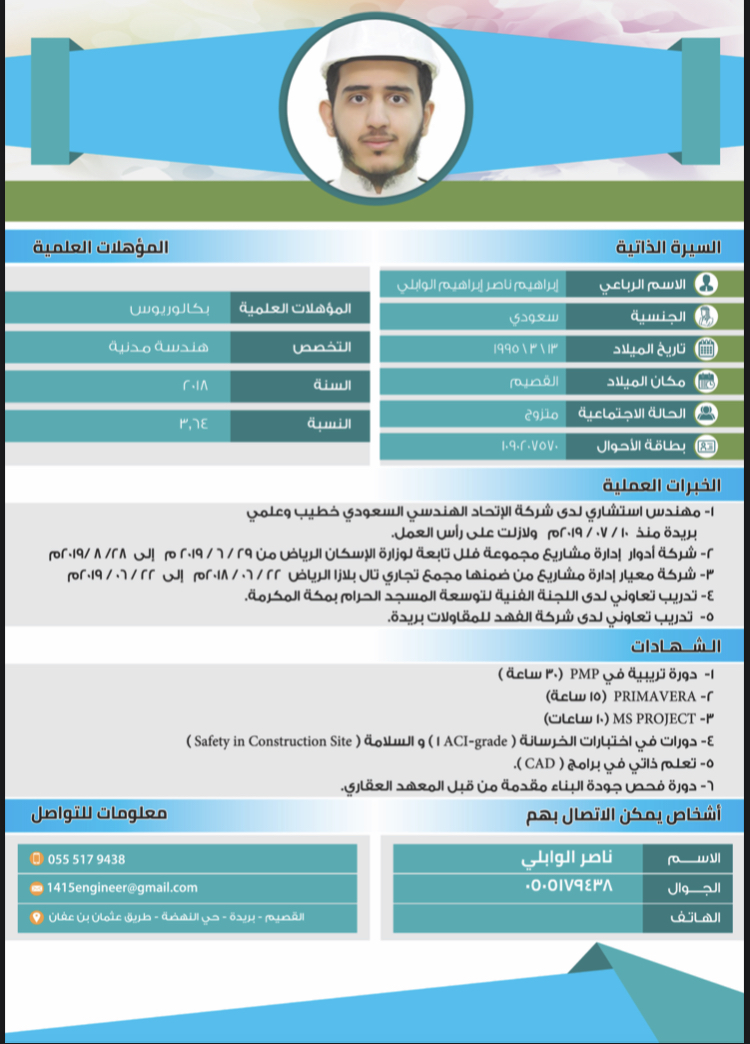 السيرة الذاتية
الاسم الرباعي إبراهيم ناصر إبراهيم الوابلي
الجنسية سعودي
تاريخ الميلاد ١٩٩٥\٣\١٣
مكان الميلاد القصيم
الحالة الاجتماعية متزوج
بطاقة الأحوال ١٠٩٠٢٠٧٥٧٠
المؤهلات العلمية
المؤهلات العلمية بكالوريوس
التخصص هندسة مدنية
السنة ٢٠١٨
النسبة ٣,٦٤
الخبرات العملية
١- مهندس استشاري لدى شركة الإتحاد الهندسي السعودي خطيب وعلمي
بريدة منذ ١٠ / ٠٧ / ٢٠١٩م ولازلت على رأس العمل.
٢- شركة أدوار إدارة مشاريع مجموعة فلل تابعة لوزارة الإسكان الرياض من ٢٩ / ٦ / ٢٠١٩ م إلى ٢٨/ ٨ /٢٠١٩م
٣- شركة معيار إدارة مشاريع من ضمنها مجمع تجاري تال بلازا الرياض ٢٢ / ٠٦ / ٢٠١٨م إلى ٢٢ / ٠٦ / ٢٠١٩م
٤- تدريب تعاوني لدى اللجنة الفنية لتوسعة المسجد الحرام بمكة المكرمة.
٥- تدريب تعاوني لدى شركة الفهد للمقاولات بريدة.
الشــهــادات
١- دورة تريبية في PMP (٣٠ ساعة )
٢- PRIMAVERA (١٥ ساعة)
٣- MS PROJECT (١٠ ساعات)
٤- دورات في اختبارات الخرسانة ( ACI-grade ١ ) و السلامة ( Safety in Construction Site )
٥- تعلم ذاتي في برامج ( CAD ).
٦- دورة فحص جودة البناء مقدمة من قبل المعهد العقاري.
أشخاص يمكن الاتصال بهم
الاســـم ناصر الوابلي
الجـــوال ٠٥٠٥١٧٩٤٣٨
الهاتـف
معلومات للتواصل
055 517 9438
1415engineer@gmail.com
القصيم - بريدة - حي النهضة - طريق عثمان بن عفان